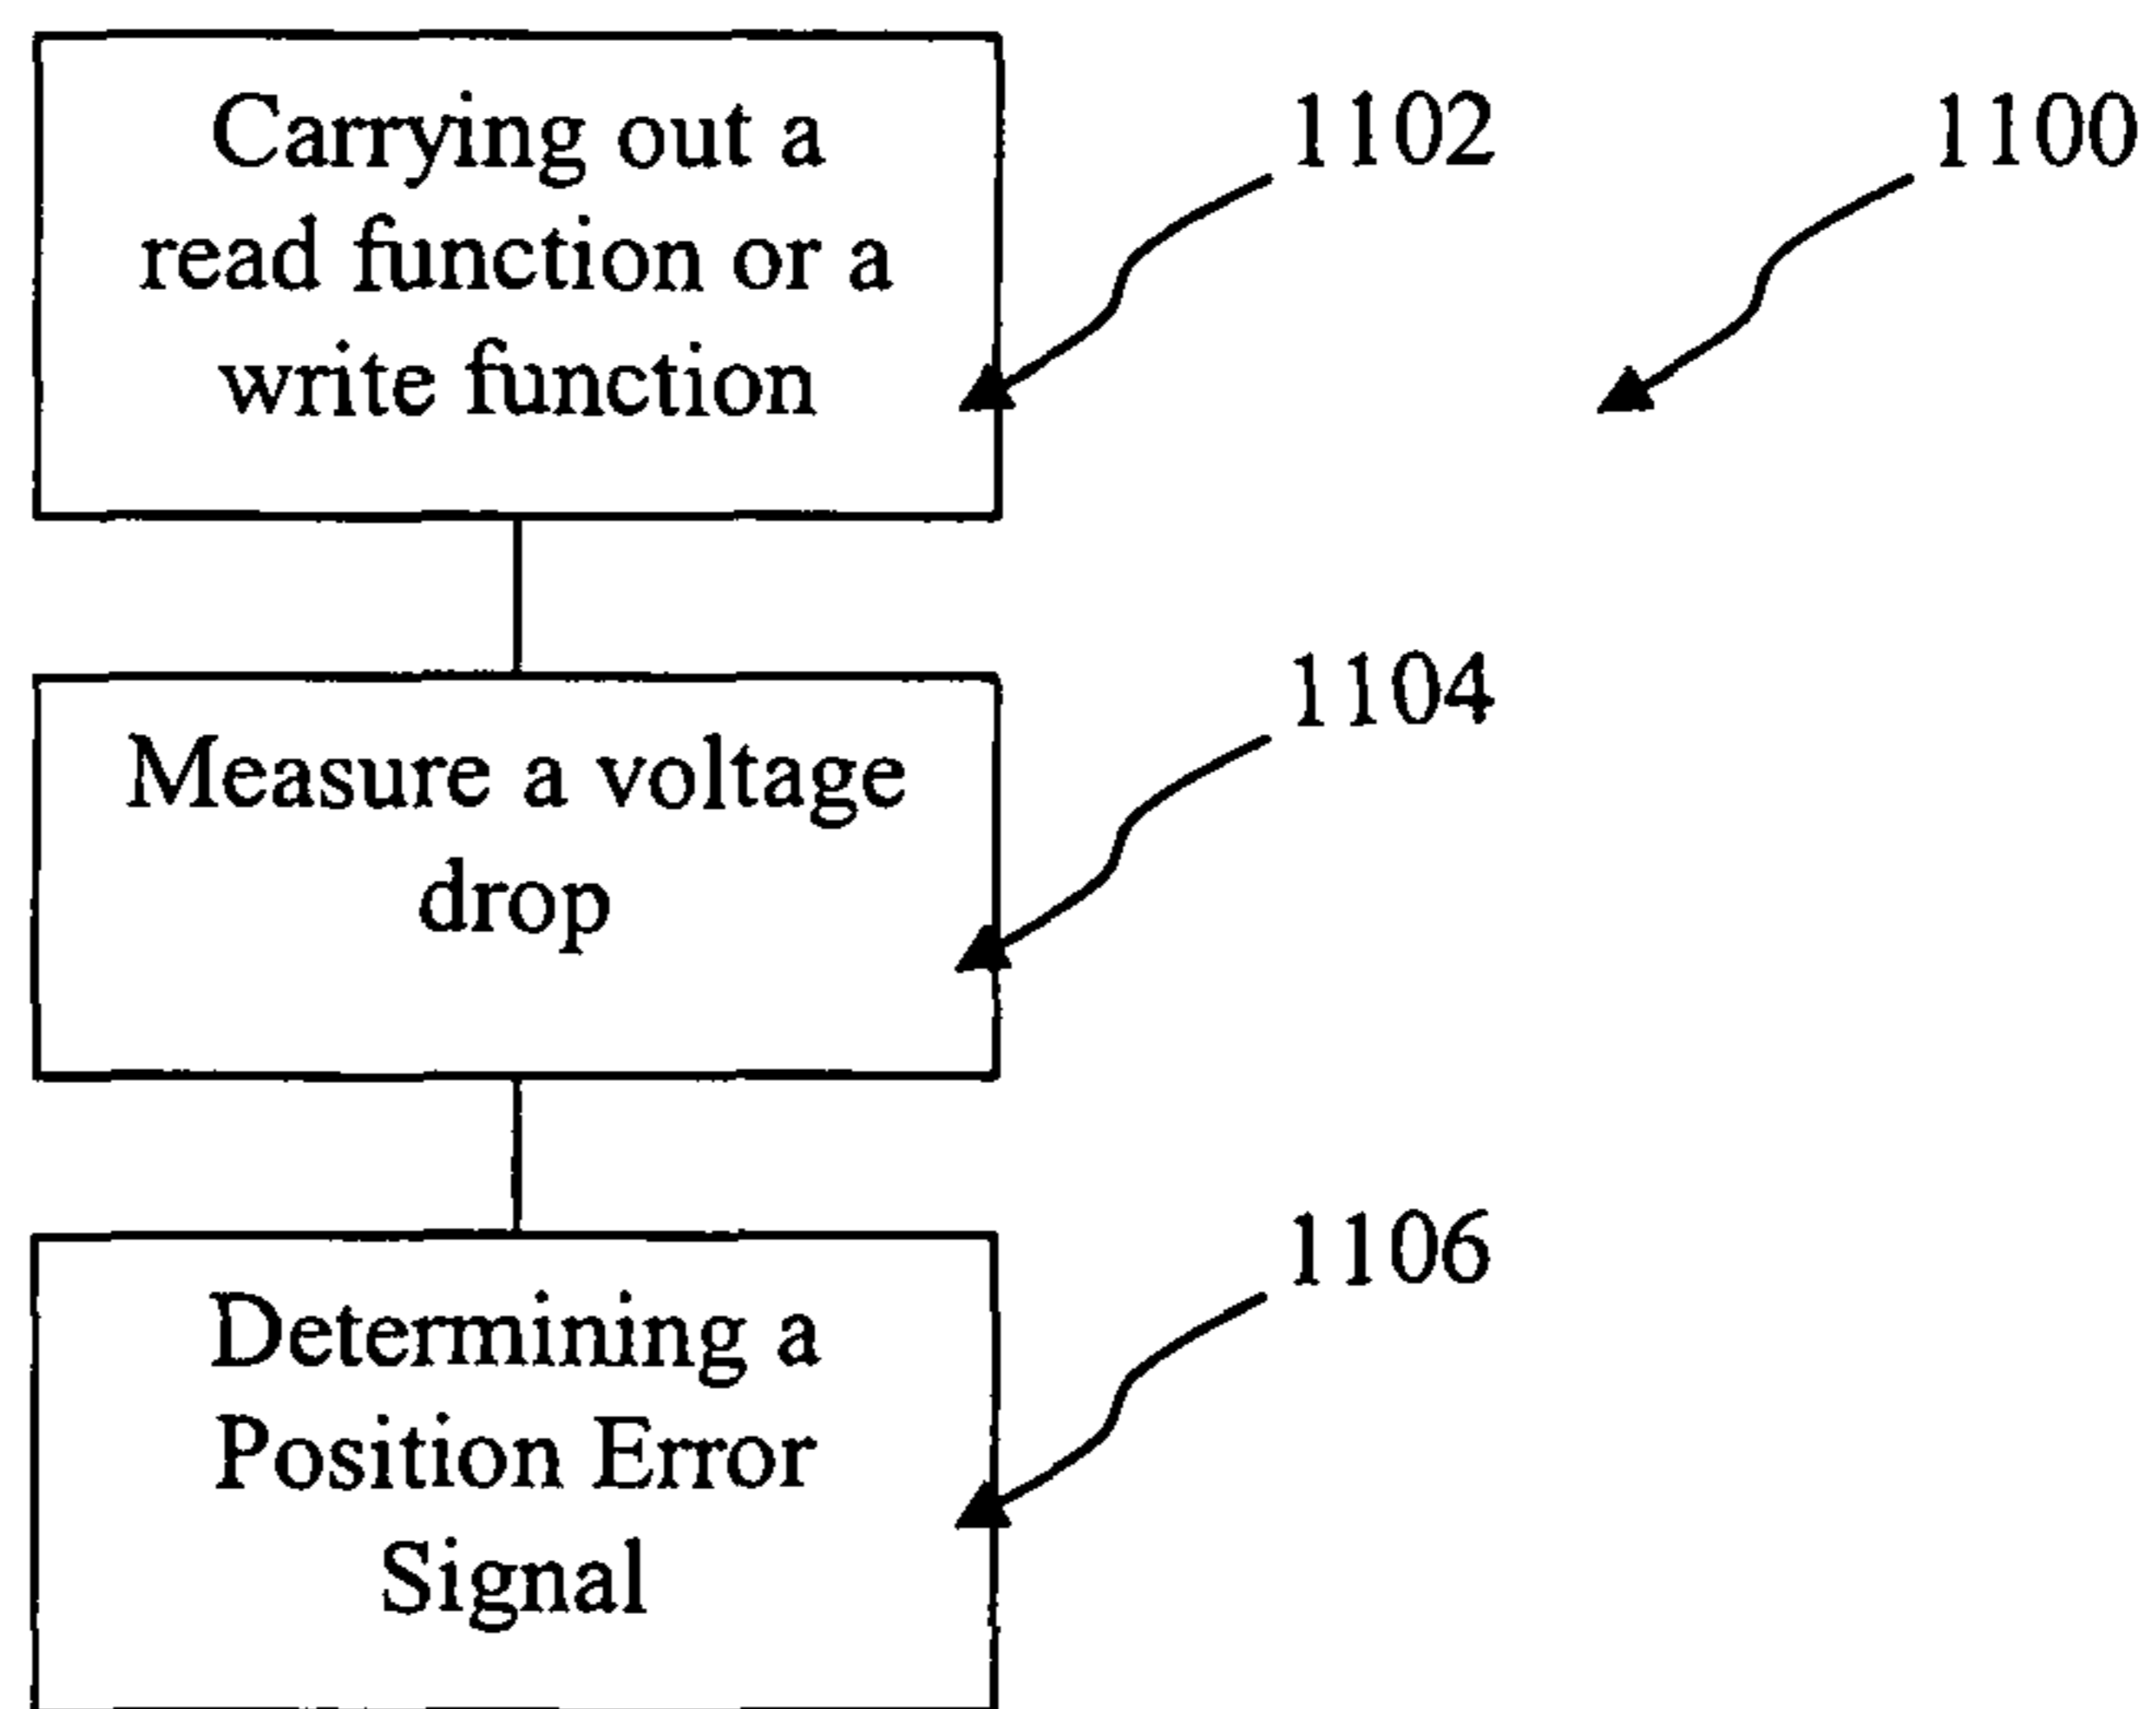 Carrying out a
read function or a
write function
1102
1100
Measure a voltage
drop
1104
Determining a
Position Error
Signal
1106